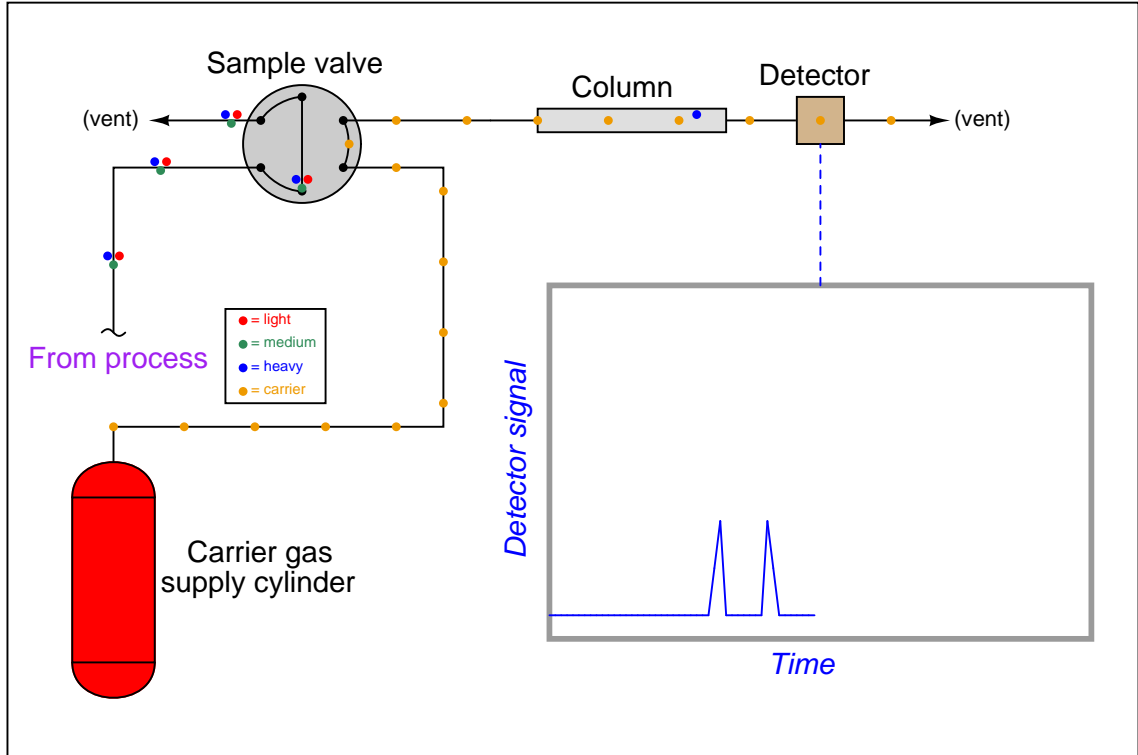 Sample valve
Column
Detector
(vent)
(vent)
From process
= light
= medium
= heavy
= carrier
Detector signal
Carrier gas
supply cylinder
Time